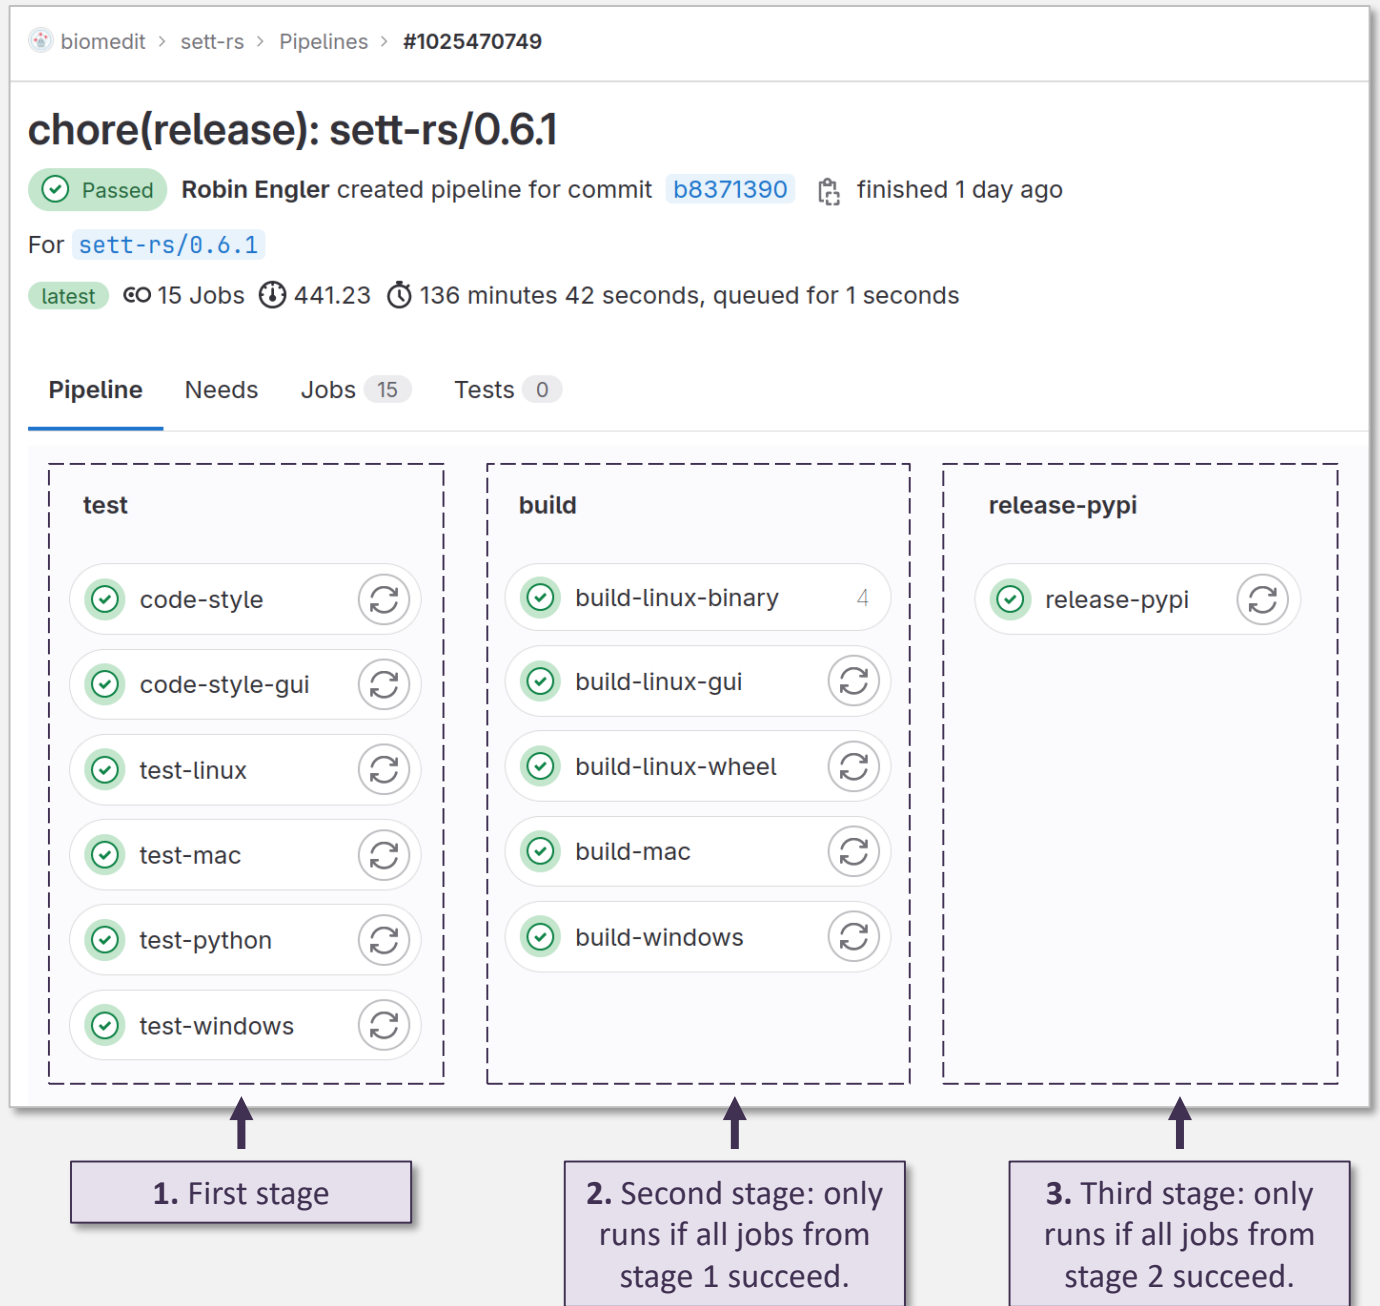 biomedit > sett-rs > Pipelines > #1025470749
chore(release): sett-rs/0.6.1
Passed Robin Engler created pipeline for commit b8371390 finished 1 day ago
For sett-rs/0.6.1
latest 15 Jobs 441.23 136 minutes 42 seconds, queued for 1 seconds
Pipeline Needs Jobs 15 Tests 0
test
code-style
code-style-gui
test-linux
test-mac
test-python
test-windows
build
build-linux-binary 4
build-linux-gui
build-linux-wheel
build-mac
build-windows
release-pypi
release-pypi
1. First stage
2. Second stage: only
runs if all jobs from
stage 1 succeed.
3. Third stage: only
runs if all jobs from
stage 2 succeed.